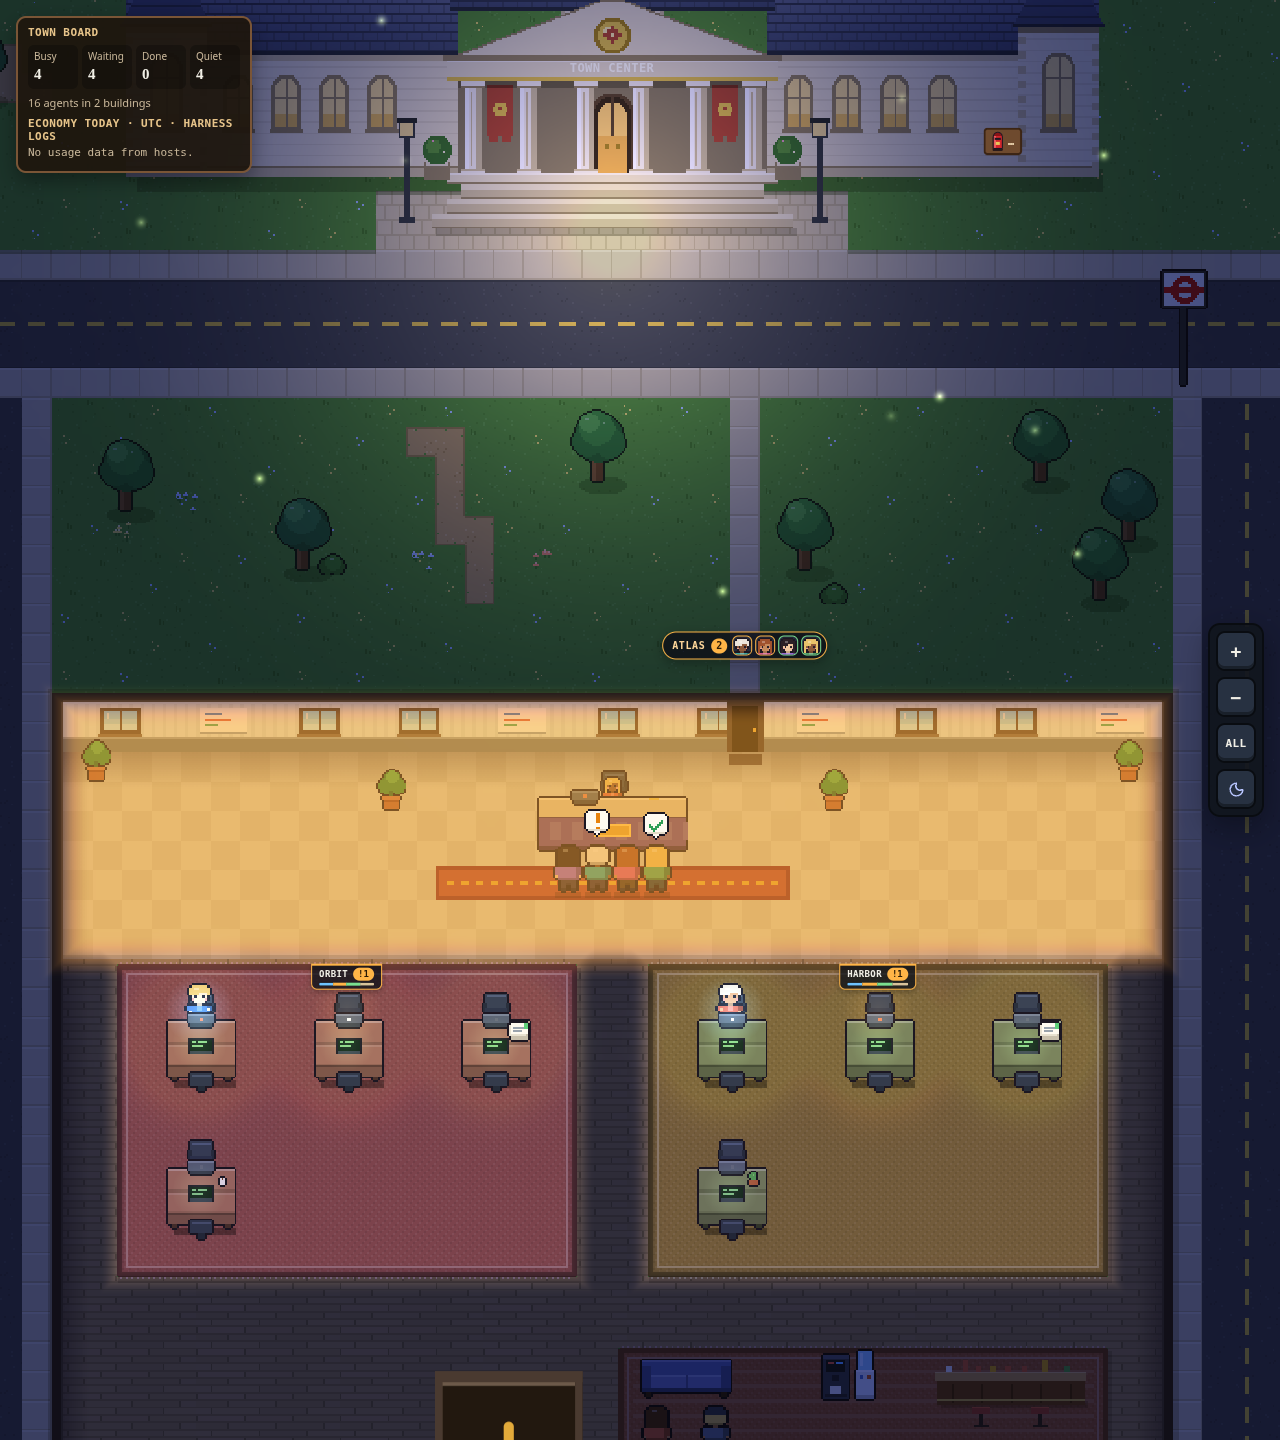 TOWN BOARD
Busy Waiting Done Quiet
4 4 0 4
16 agents in 2 buildings
ECONOMY TODAY · UTC · HARNESS
LOGS
No usage data from hosts.
TOWN CENTER
ATLAS 2
+
−
ALL
ORBIT !1
HARBOR !1